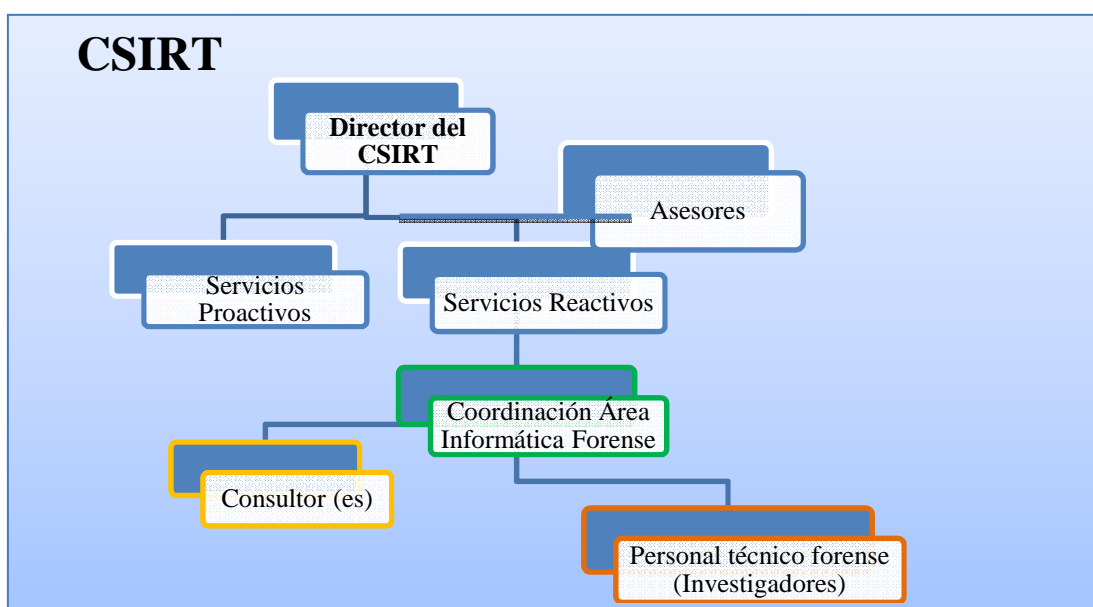 CSIRT
Director del
CSIRT
Asesores
Servicios
Proactivos
Servicios Reactivos
Coordinación Área
Informática Forense
Consultor (es)
Personal técnico forense
(Investigadores)